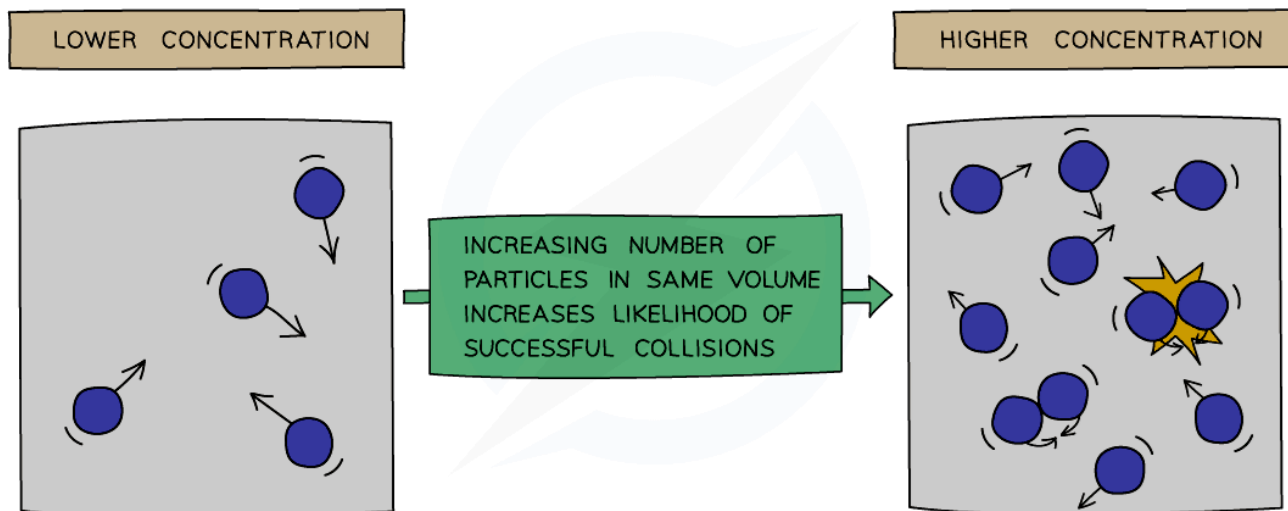 LOWER CONCENTRATION
HIGHER CONCENTRATION
INCREASING NUMBER OF
PARTICLES IN SAME VOLUME
INCREASES LIKELIHOOD OF
SUCCESSFUL COLLISIONS